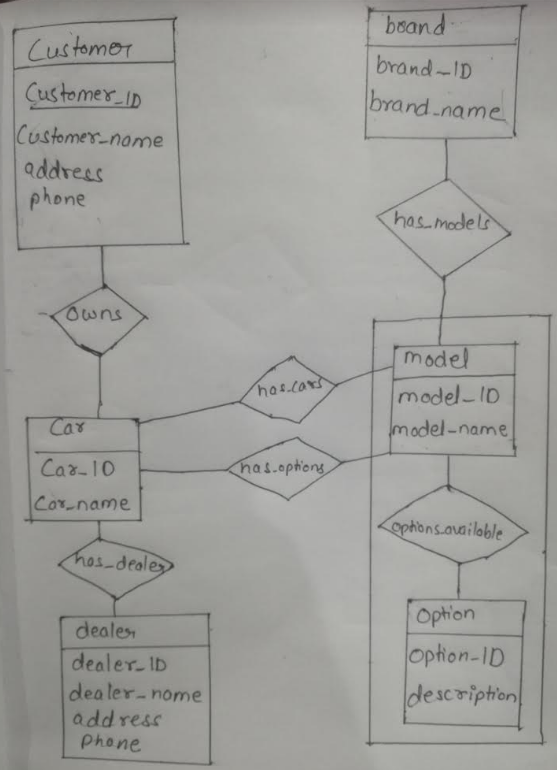 Customer
Customer_ID
Customer_name
address
phone
brand
brand_ID
brand_name
has_models
owns
has_cars
model
model_ID
model_name
Car
Car_ID
Car_name
has_options
options_available
has_dealer
dealer
dealer_ID
dealer_name
address
phone
option
option_ID
description